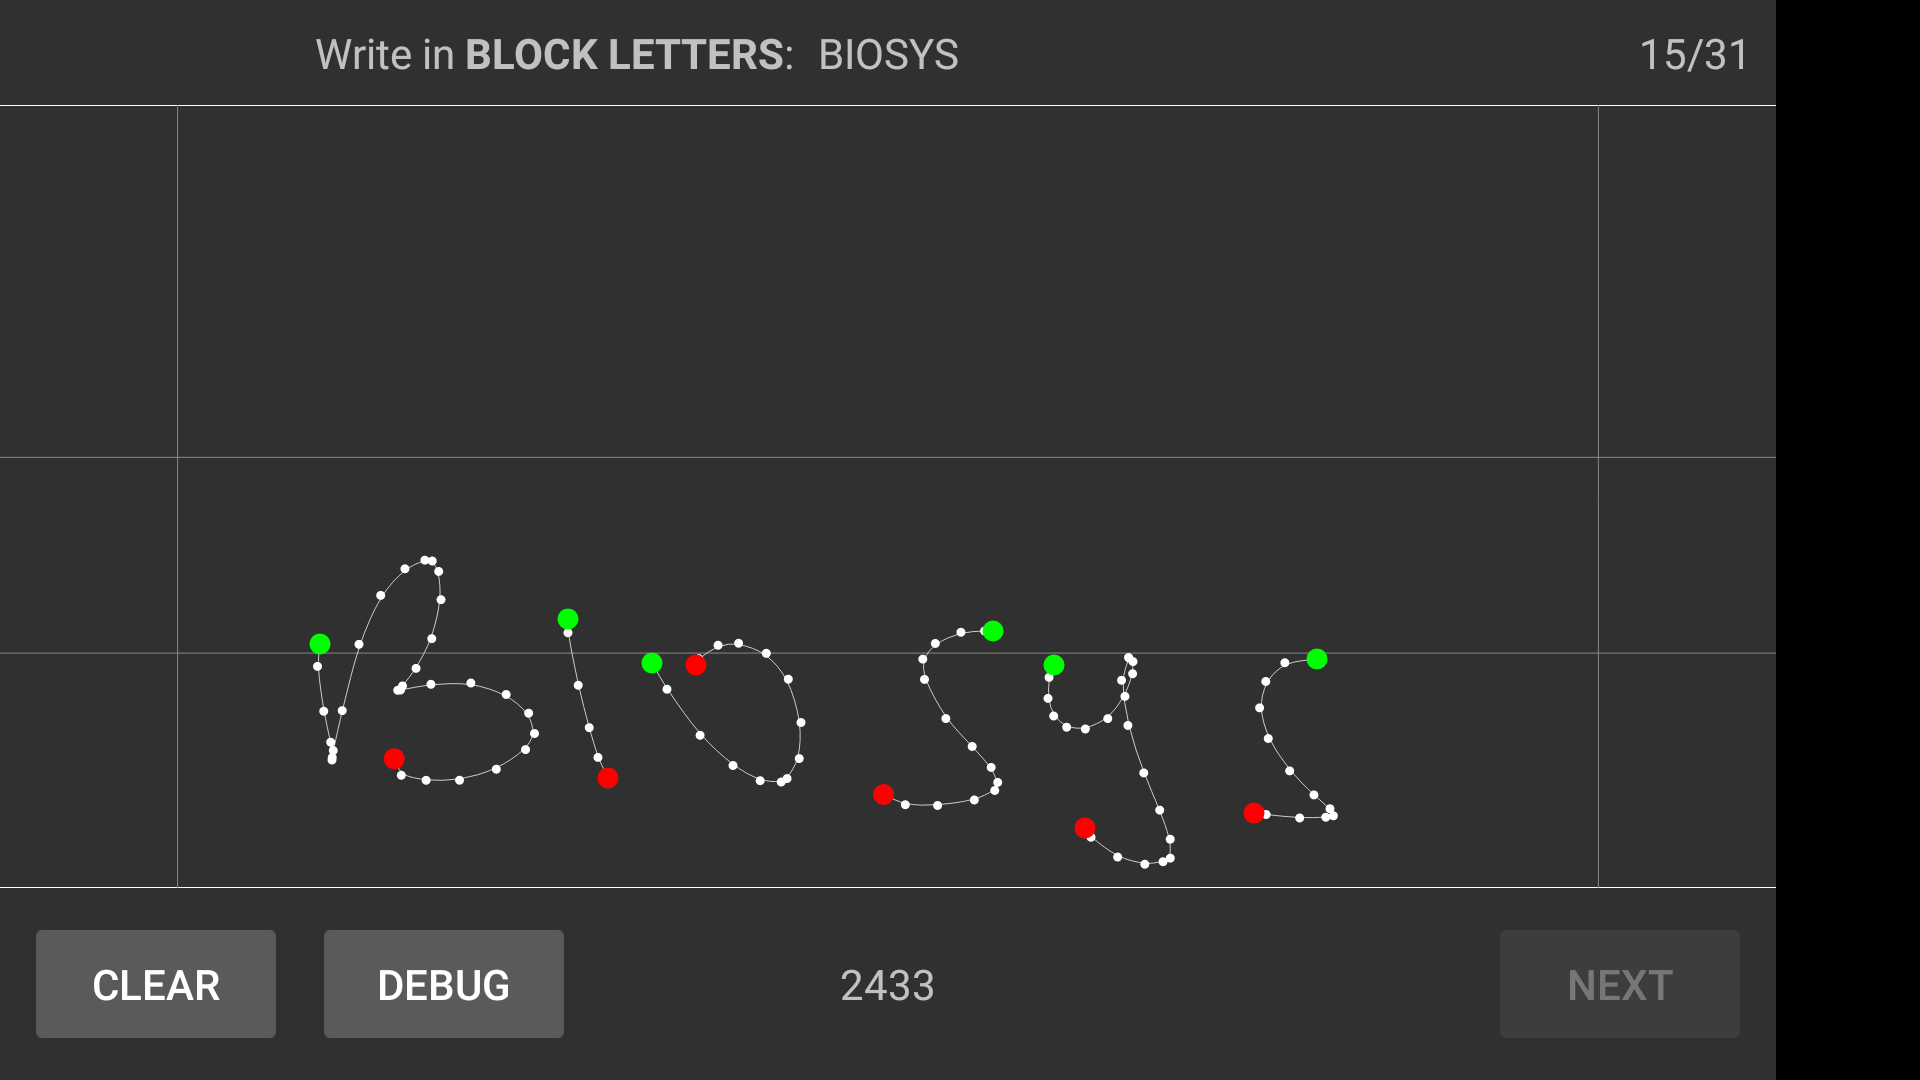 Write in BLOCK LETTERS: BIOSYS 15/31
BIOSYS
CLEAR DEBUG 2433 NEXT